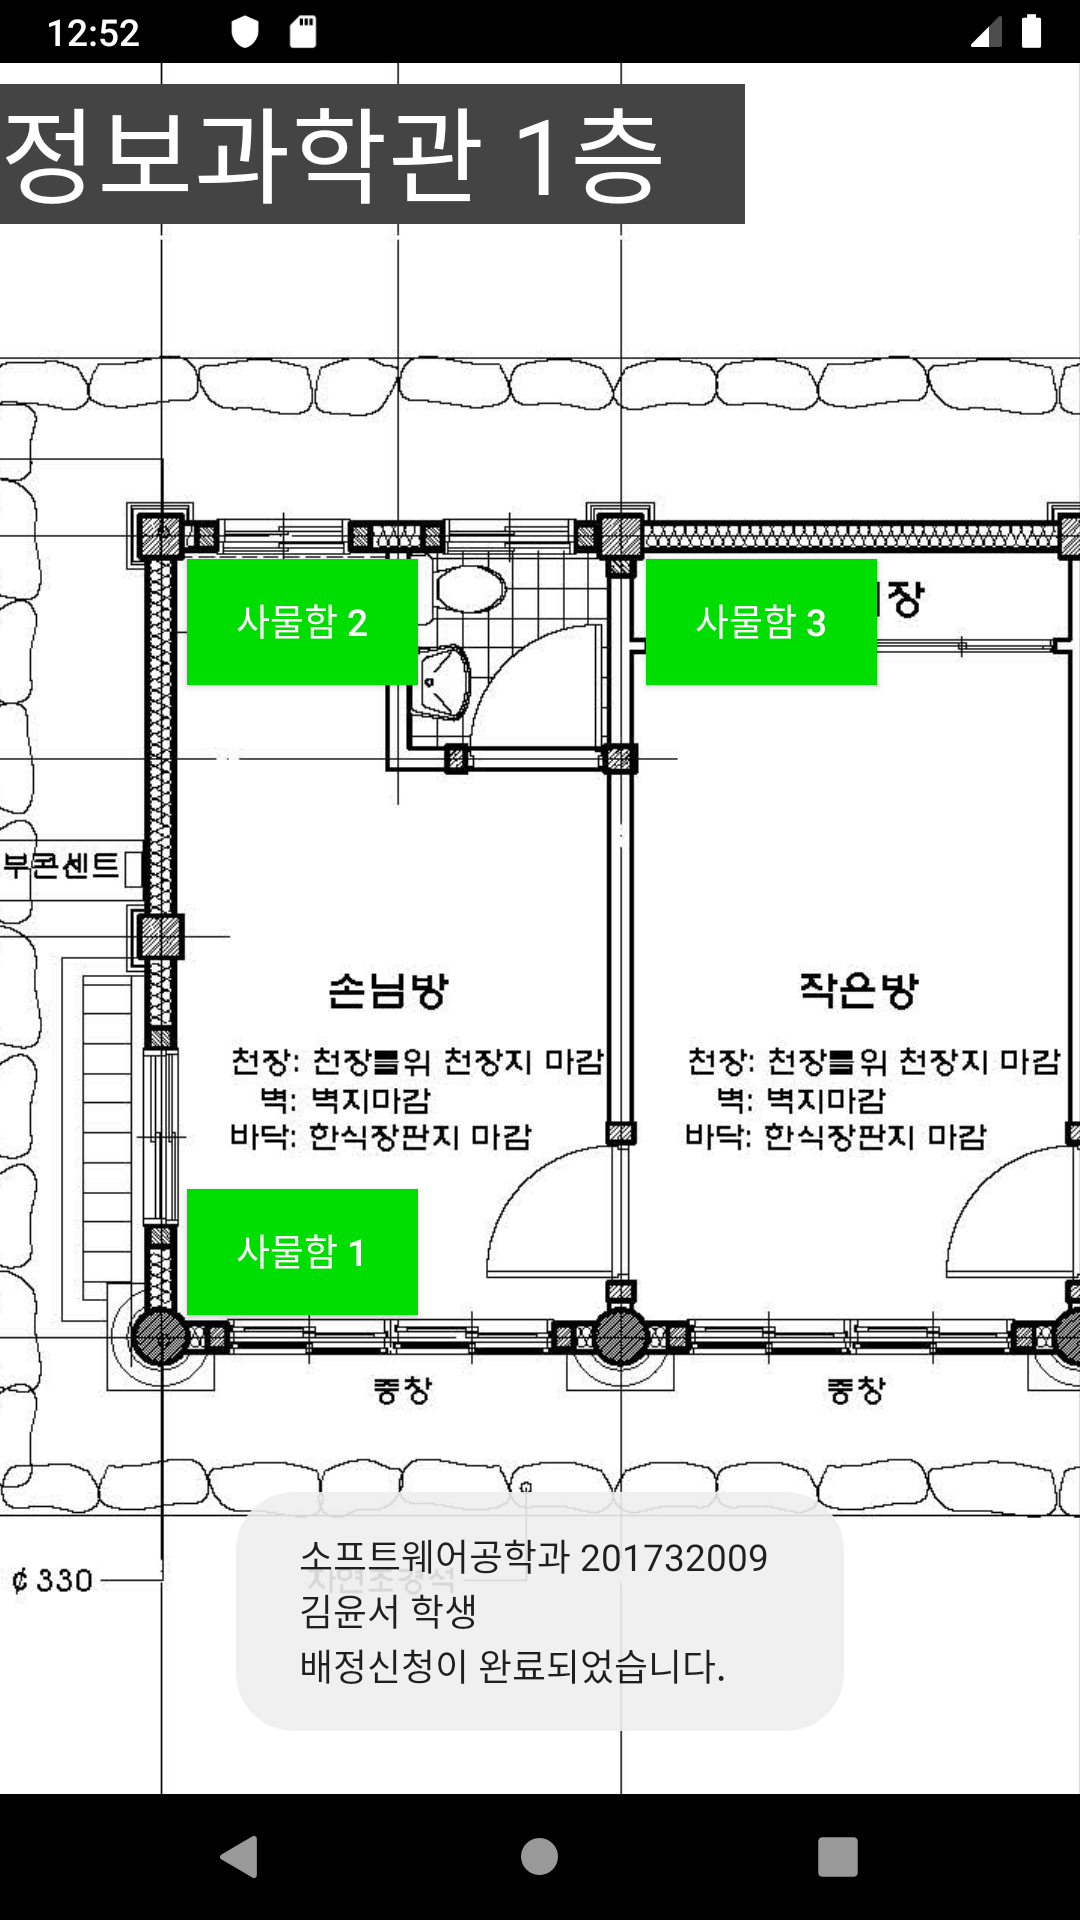 12:52
정보과학관 1층
사물함 2
사물함 3
장
부콘센트
손님방
작은방
천장: 천장틀위 천장지 마감
천장: 천장틀위 천장지 마감
벽: 벽지마감
벽: 벽지마감
바닥: 한식장판지 마감
바닥: 한식장판지 마감
사물함 1
중창
중창
¢ 330
자연조경석
소프트웨어공학과 201732009
김윤서 학생
배정신청이 완료되었습니다.